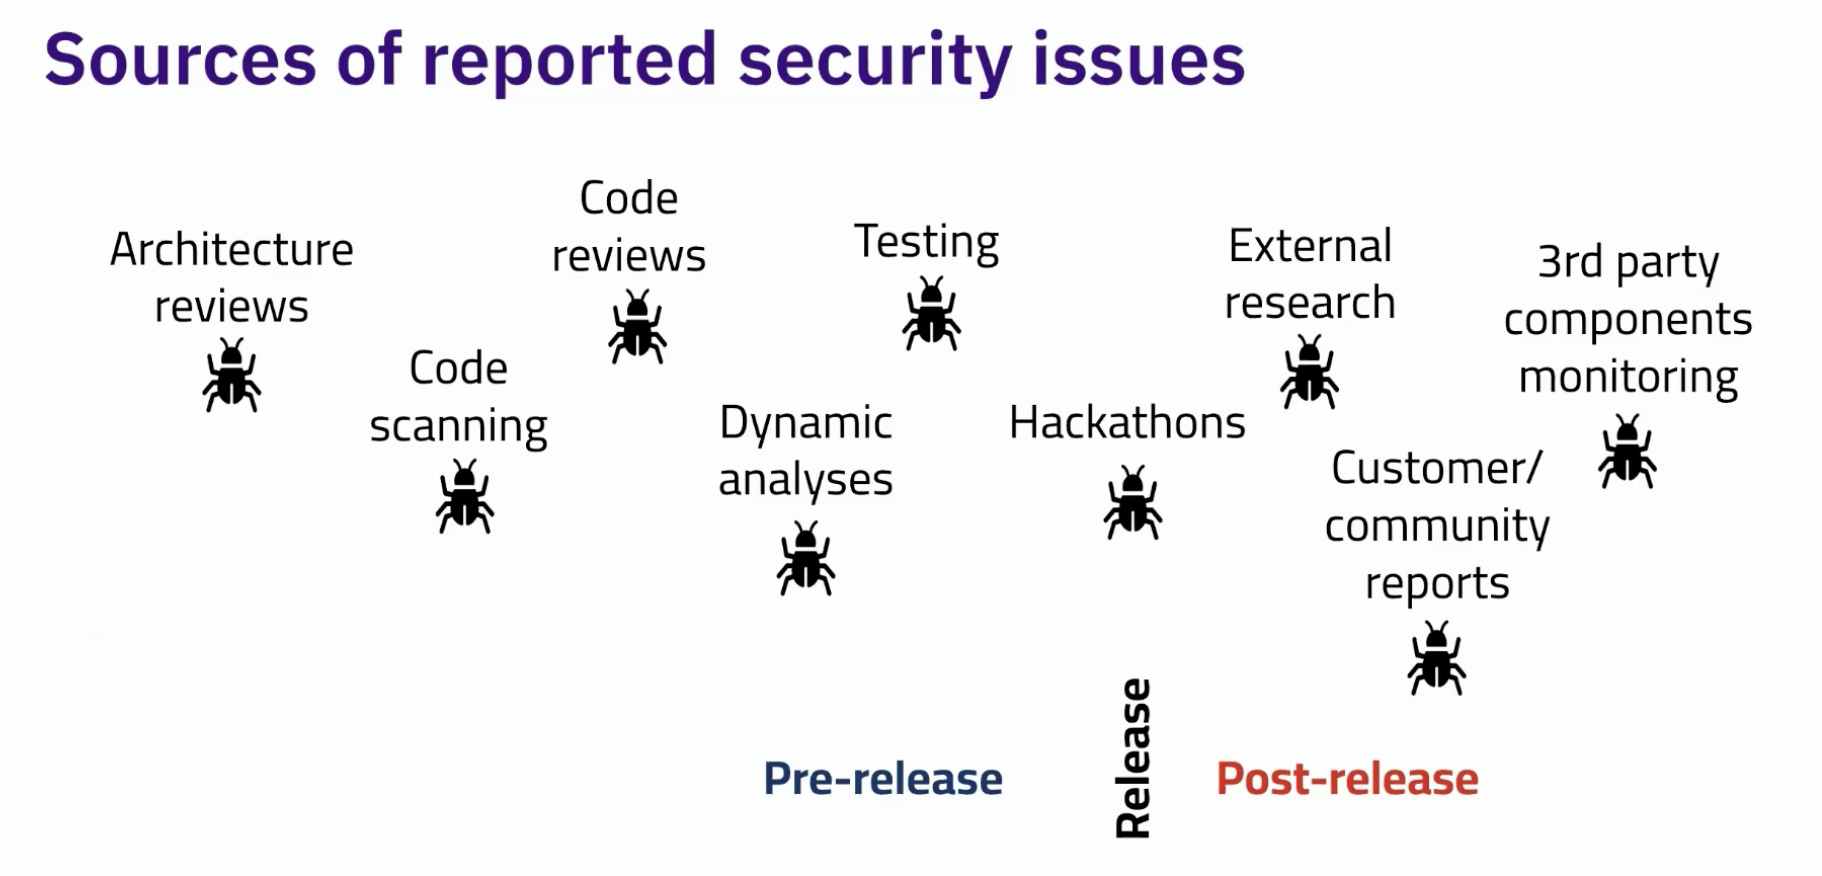 Sources of reported security issues
Architecture
reviews
Code
scanning
Code
reviews
Dynamic
analyses
Testing
Hackathons
External
research
Customer/
community
reports
3rd party
components
monitoring
Pre-release
Release
Post-release